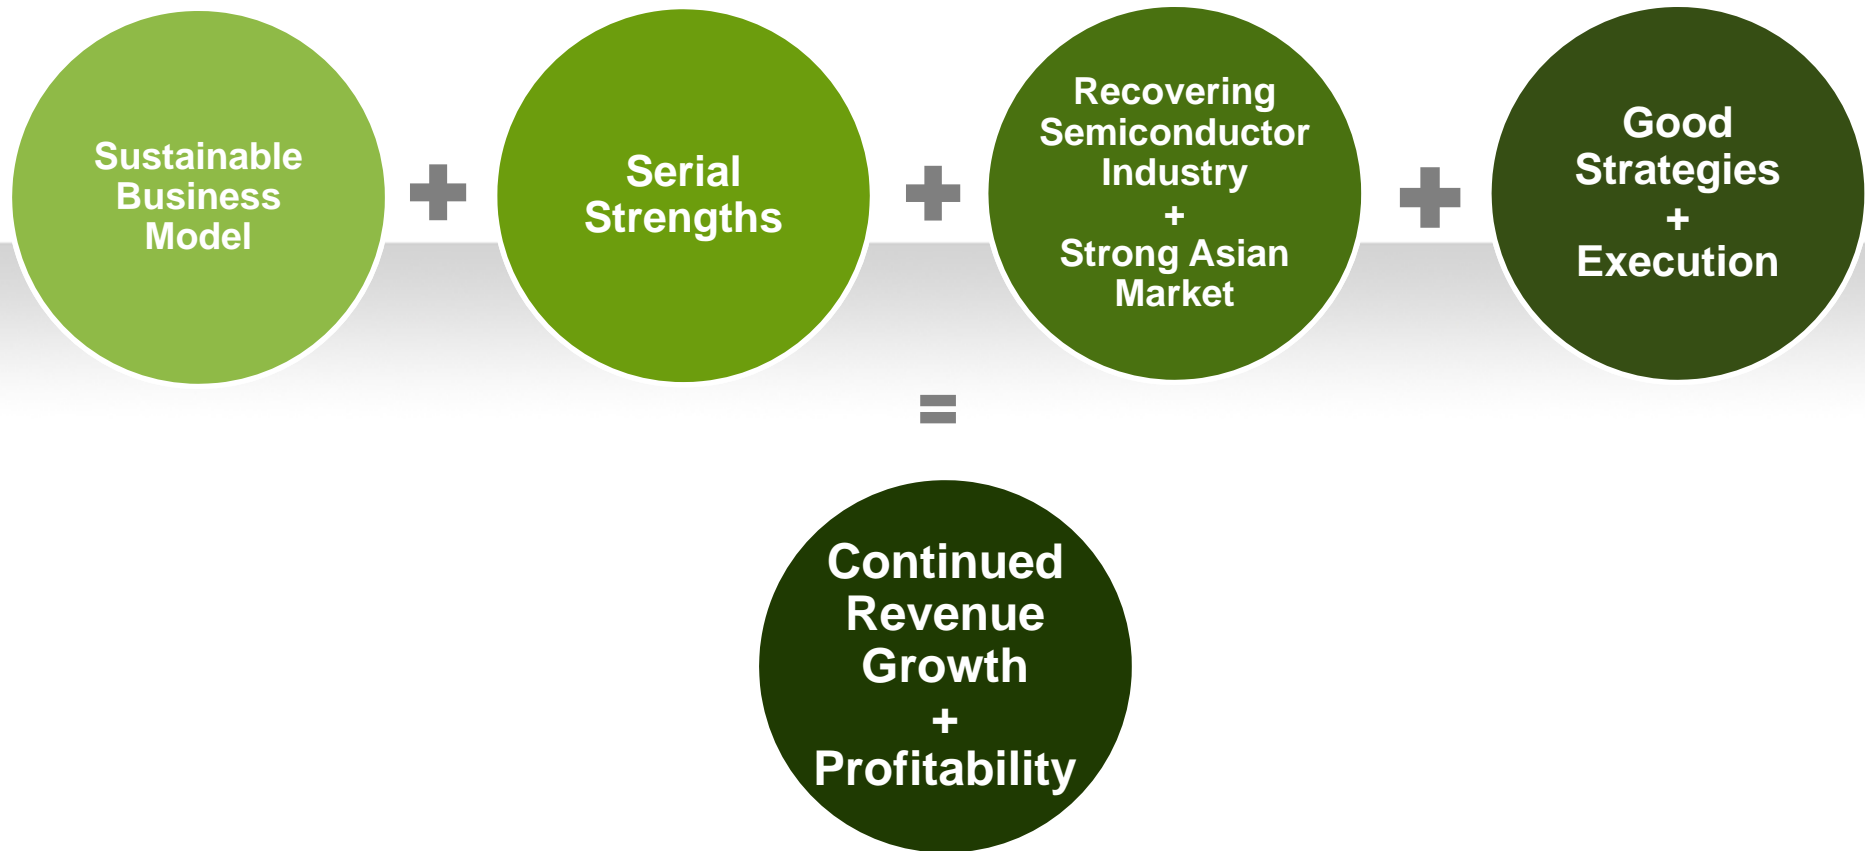 Sustainable
Business
Model
+
Serial
Strengths
+
Recovering
Semiconductor
Industry
+
Strong Asian
Market
+
Good
Strategies
+
Execution
=
Continued
Revenue
Growth
+
Profitability